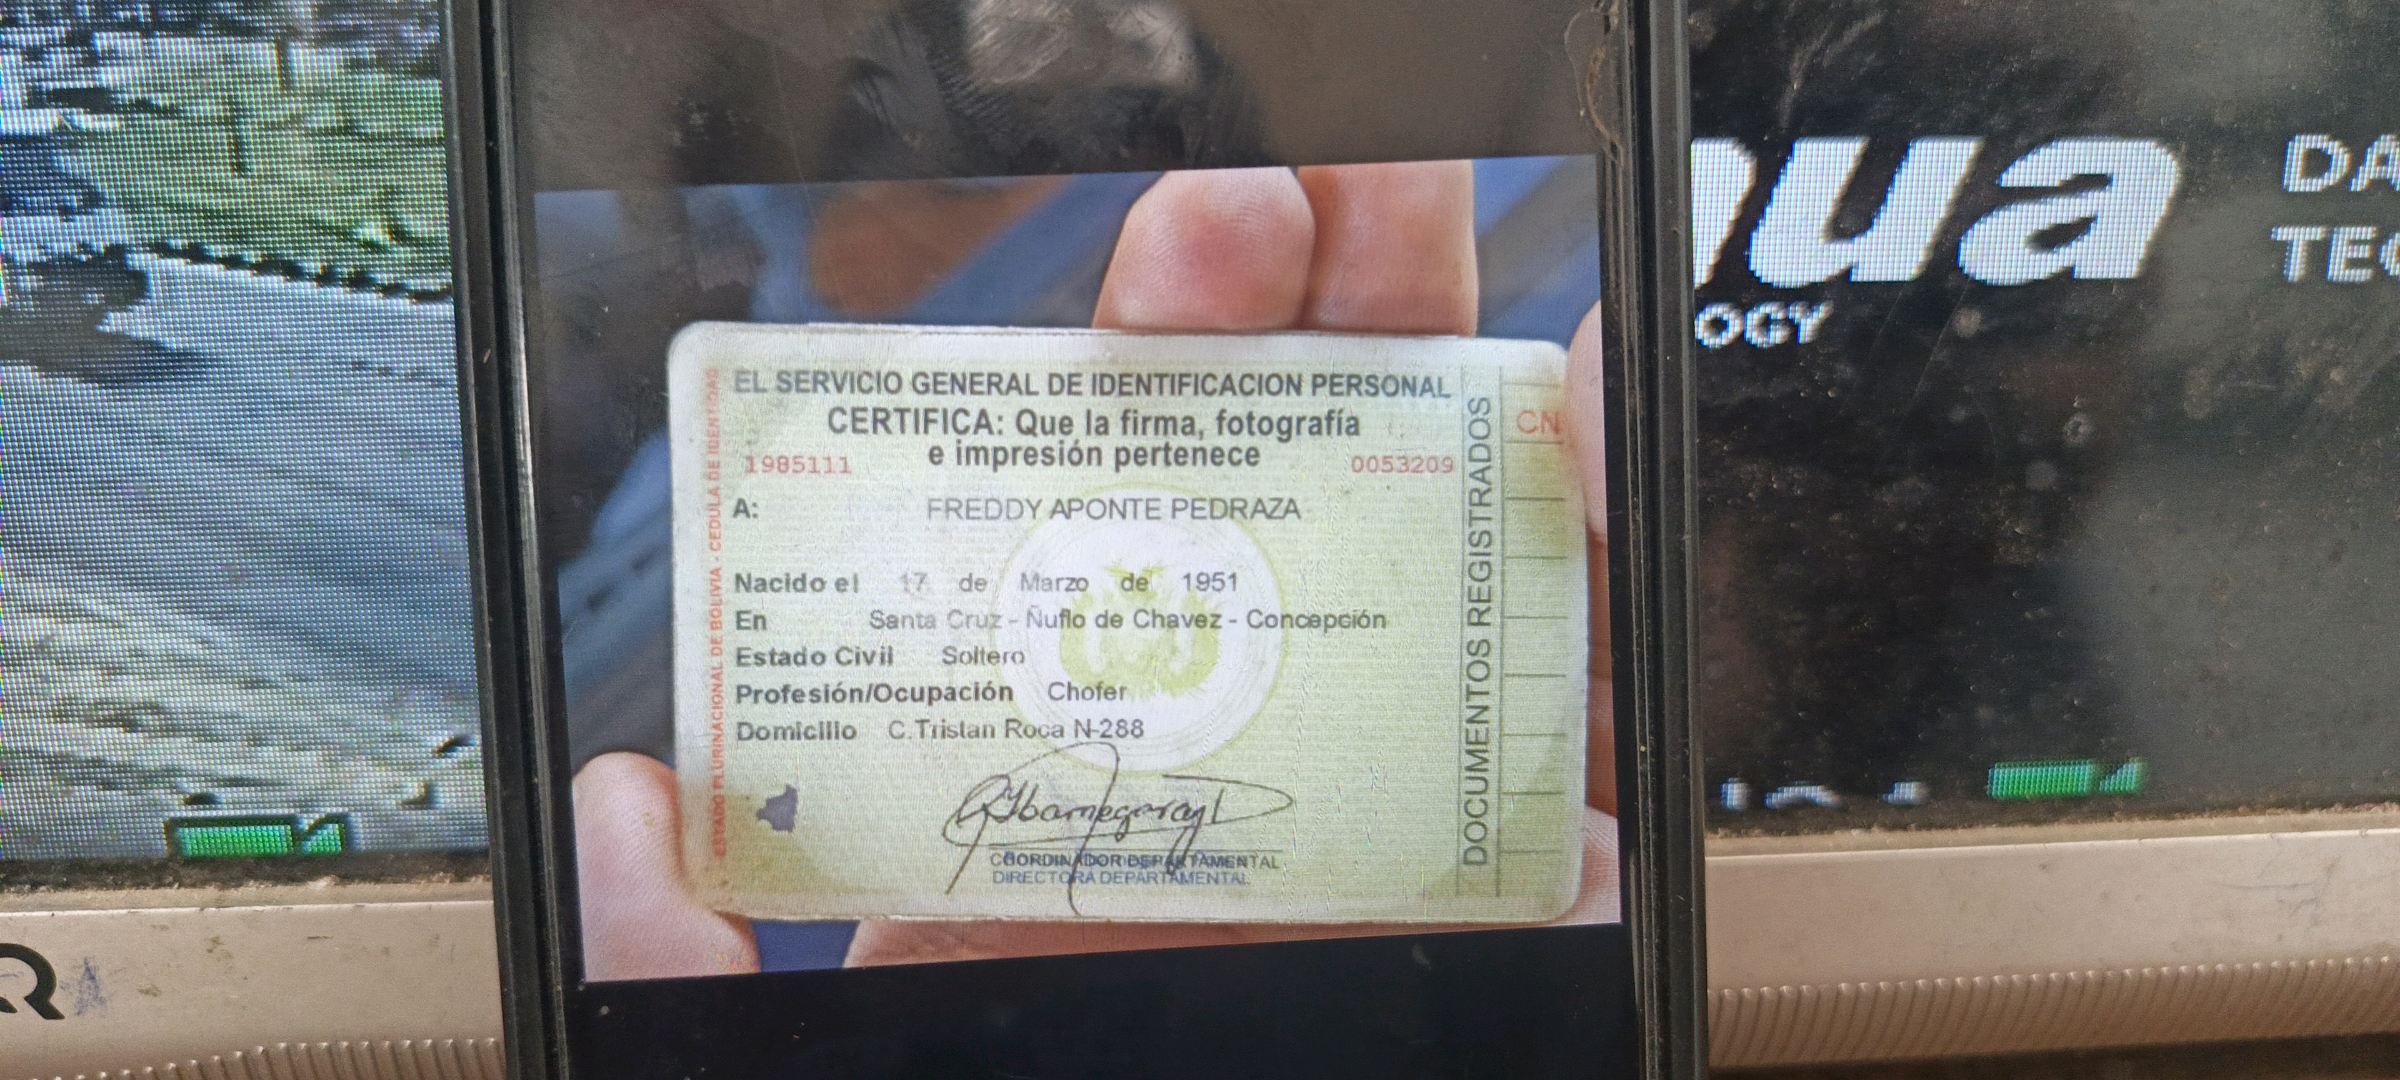 EL SERVICIO GENERAL DE IDENTIFICACION PERSONAL
CERTIFICA: Que la firma, fotografía
e impresión pertenece
1985111
0053209
A: FREDDY APONTE PEDRAZA
Nacido el 17 de Marzo de 1951
En Santa Cruz - Ñuflo de Chavez - Concepción
Estado Civil Soltero
Profesión/Ocupación Chofer
Domicilio C.Tristan Roca N-288
COORDINADOR DEPARTAMENTAL
DIRECTORA DEPARTAMENTAL
ESTADO PLURINACIONAL DE BOLIVIA - CEDULA DE IDENTIDAD
DOCUMENTOS REGISTRADOS
CN
ua
OGY
DA
TEC
R